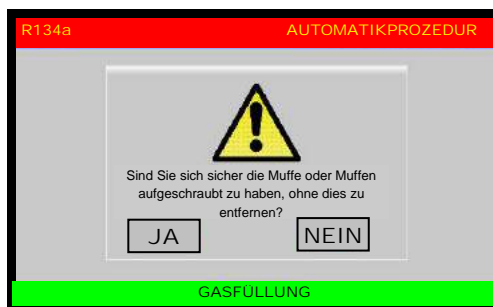 R134a AUTOMATIKPROZEDUR
Sind Sie sich sicher die Muffe oder Muffen
aufgeschraubt zu haben, ohne dies zu
entfernen?
JA NEIN
GASFÜLLUNG